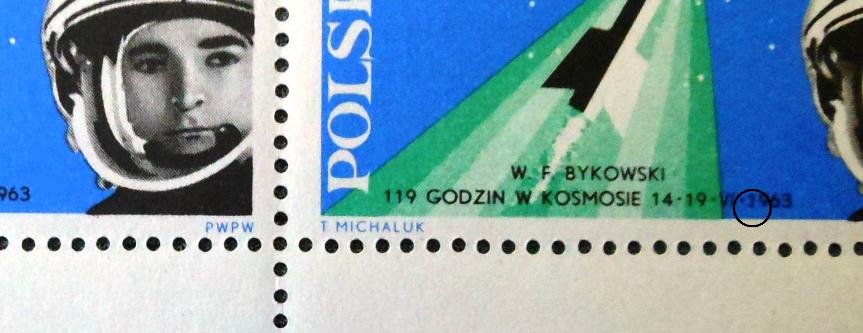 963
PWPW
POLS
W. F. BYKOWSKI
119 GODZIN W KOSMOSIE 14·19·VI·1963
T. MICHALUK